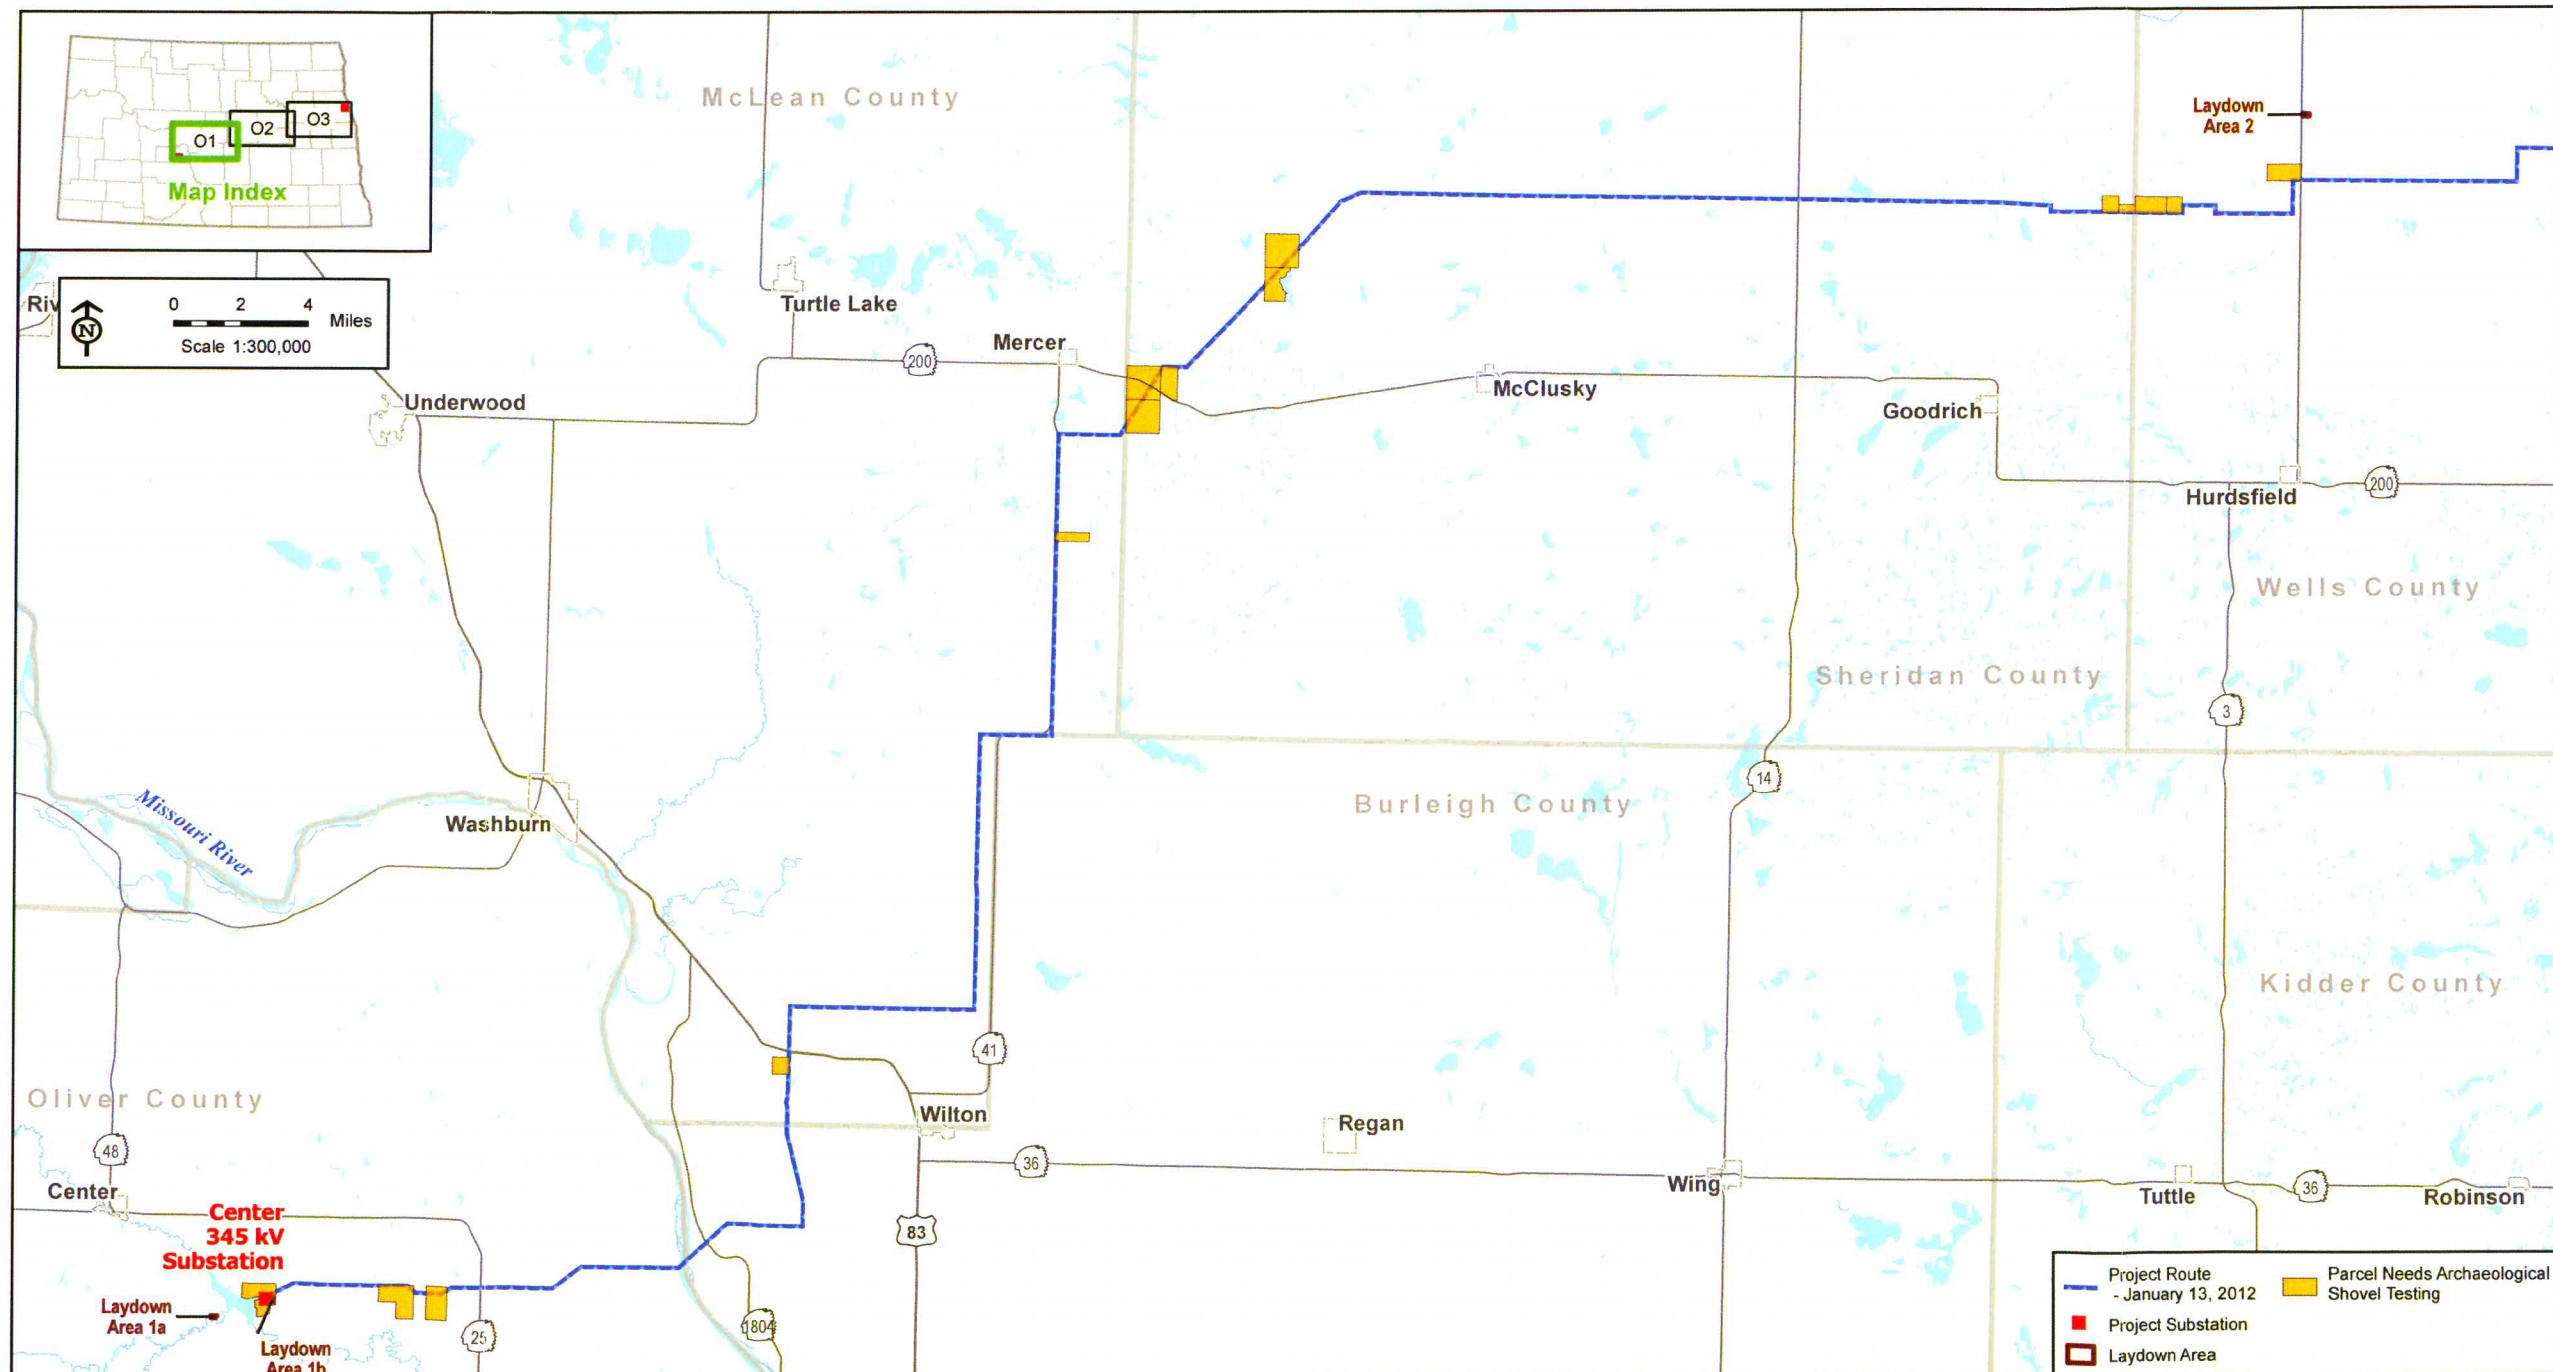 O1
O2
O3
Map Index
McLean County
Laydown
Area 2
Riv
0 2 4
Miles
Scale 1:300,000
N
Turtle Lake
Mercer
200
McClusky
Underwood
Goodrich
Hurdsfield
200
Wells County
Sheridan County
3
14
Missouri River
Washburn
Burleigh County
Kidder County
41
Oliver County
Wilton
Regan
48
36
Center
Wing
Tuttle
36
Robinson
Center
345 kV
Substation
83
Laydown
Area 1a
25
1804
Laydown
Area 1b
Project Route
- January 13, 2012
Parcel Needs Archaeological
Shovel Testing
Project Substation
Laydown Area